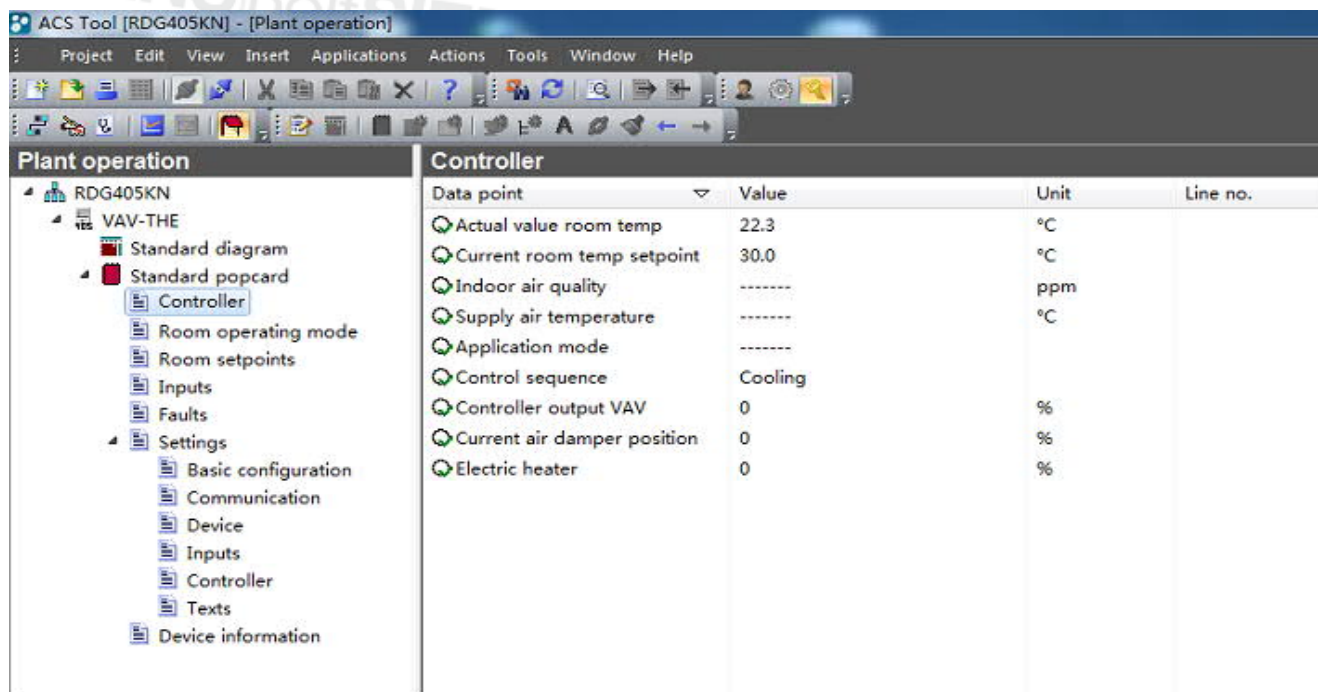 ACS Tool [RDG405KN] - [Plant operation]
Project Edit View Insert Applications Actions Tools Window Help
Plant operation
RDG405KN
VAV-THE
Standard diagram
Standard popcard
Controller
Room operating mode
Room setpoints
Inputs
Faults
Settings
Basic configuration
Communication
Device
Inputs
Controller
Texts
Device information
Controller
Data point Value Unit Line no.
Actual value room temp 22.3 °C
Current room temp setpoint 30.0 °C
Indoor air quality ------- ppm
Supply air temperature ------- °C
Application mode -------
Control sequence Cooling
Controller output VAV 0 %
Current air damper position 0 %
Electric heater 0 %